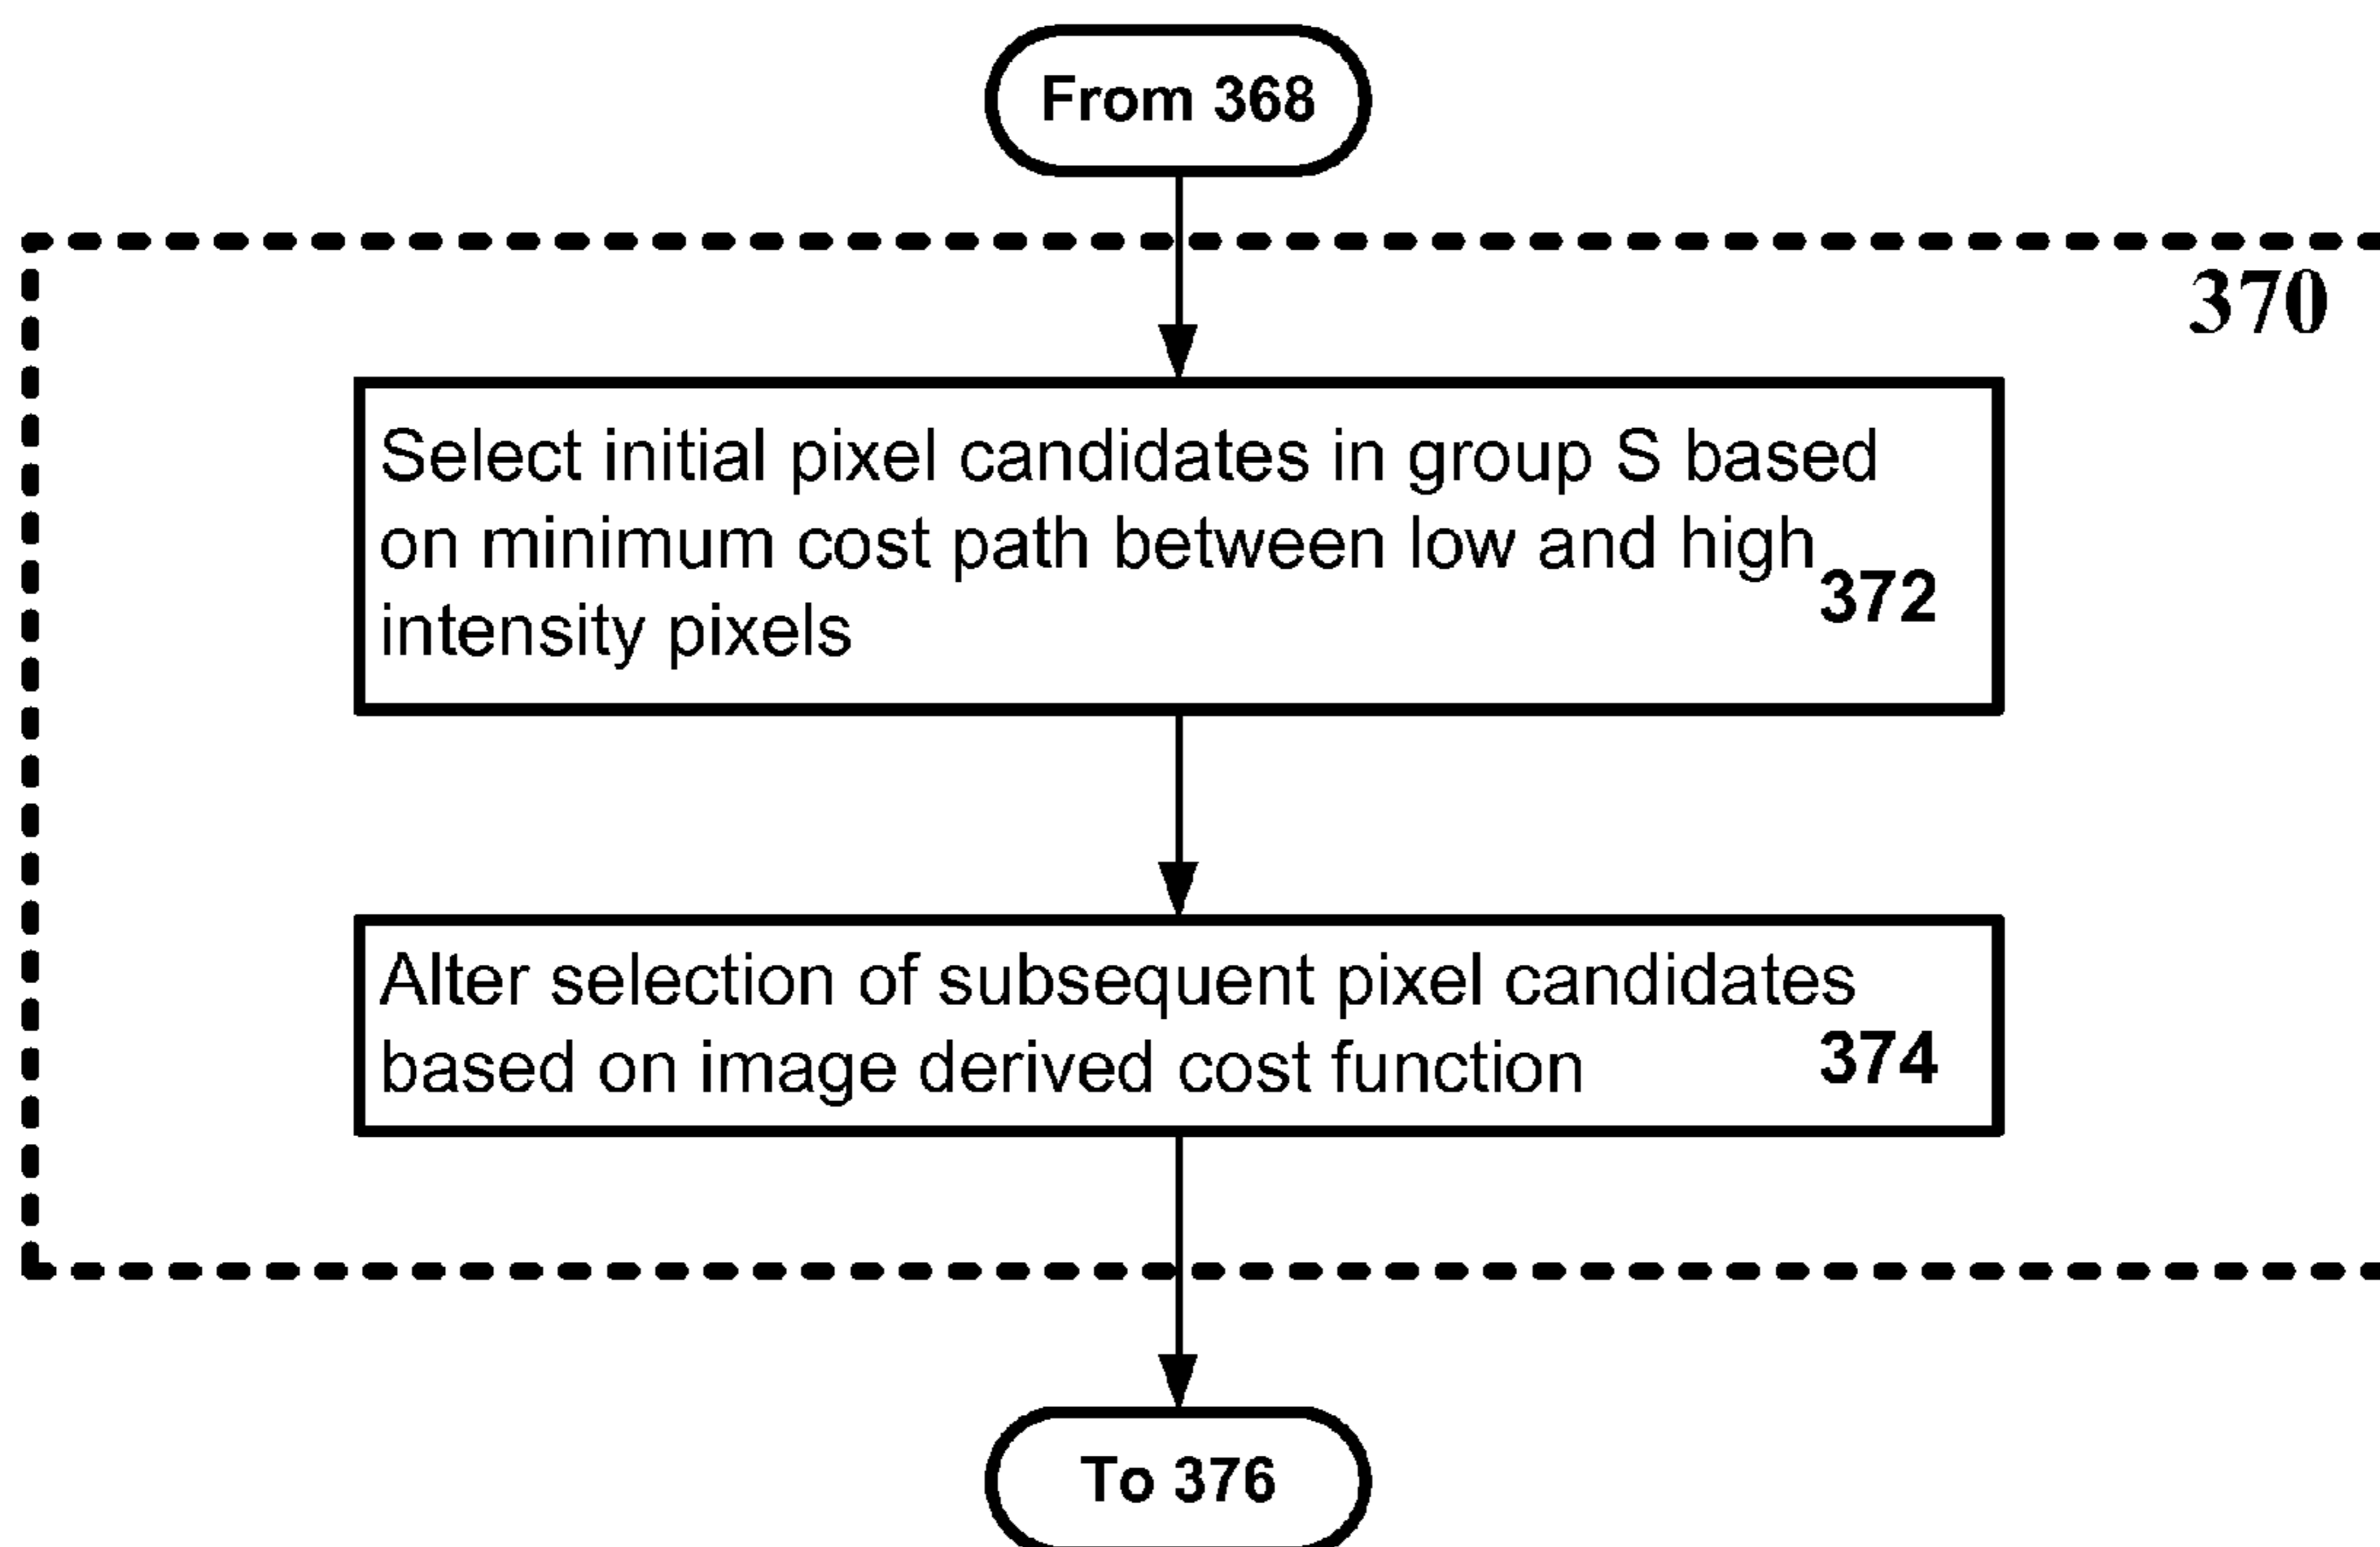 From 368
370
Select initial pixel candidates in group S based
on minimum cost path between low and high
372
intensity pixels
Alter selection of subsequent pixel candidates
based on image derived cost function 374
To 376